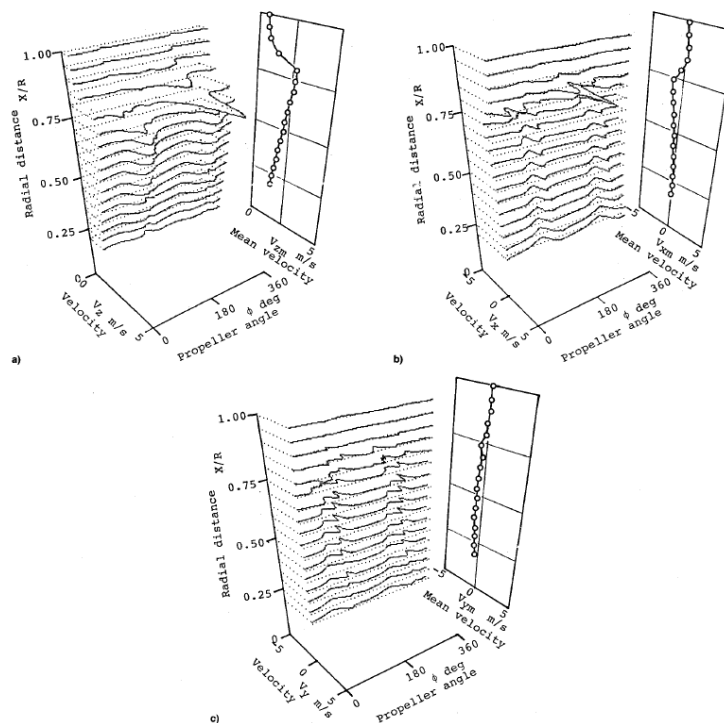 1.00
0.75
0.50
0.25
Radial distance X/R
00
5
Vz m/s
Velocity
0
180
360
φ deg
Propeller angle
0
5
Vzm m/s
Mean velocity
a)
1.00
0.75
0.50
0.25
Radial distance X/R
0
-5
0
5
Vx m/s
Velocity
0
180
360
φ deg
Propeller angle
-5
0
5
Vxm m/s
Mean velocity
b)
1.00
0.75
0.50
0.25
Radial distance X/R
0
-5
0
5
Vy m/s
Velocity
0
180
360
φ deg
Propeller angle
-5
0
5
Vym m/s
Mean velocity
c)